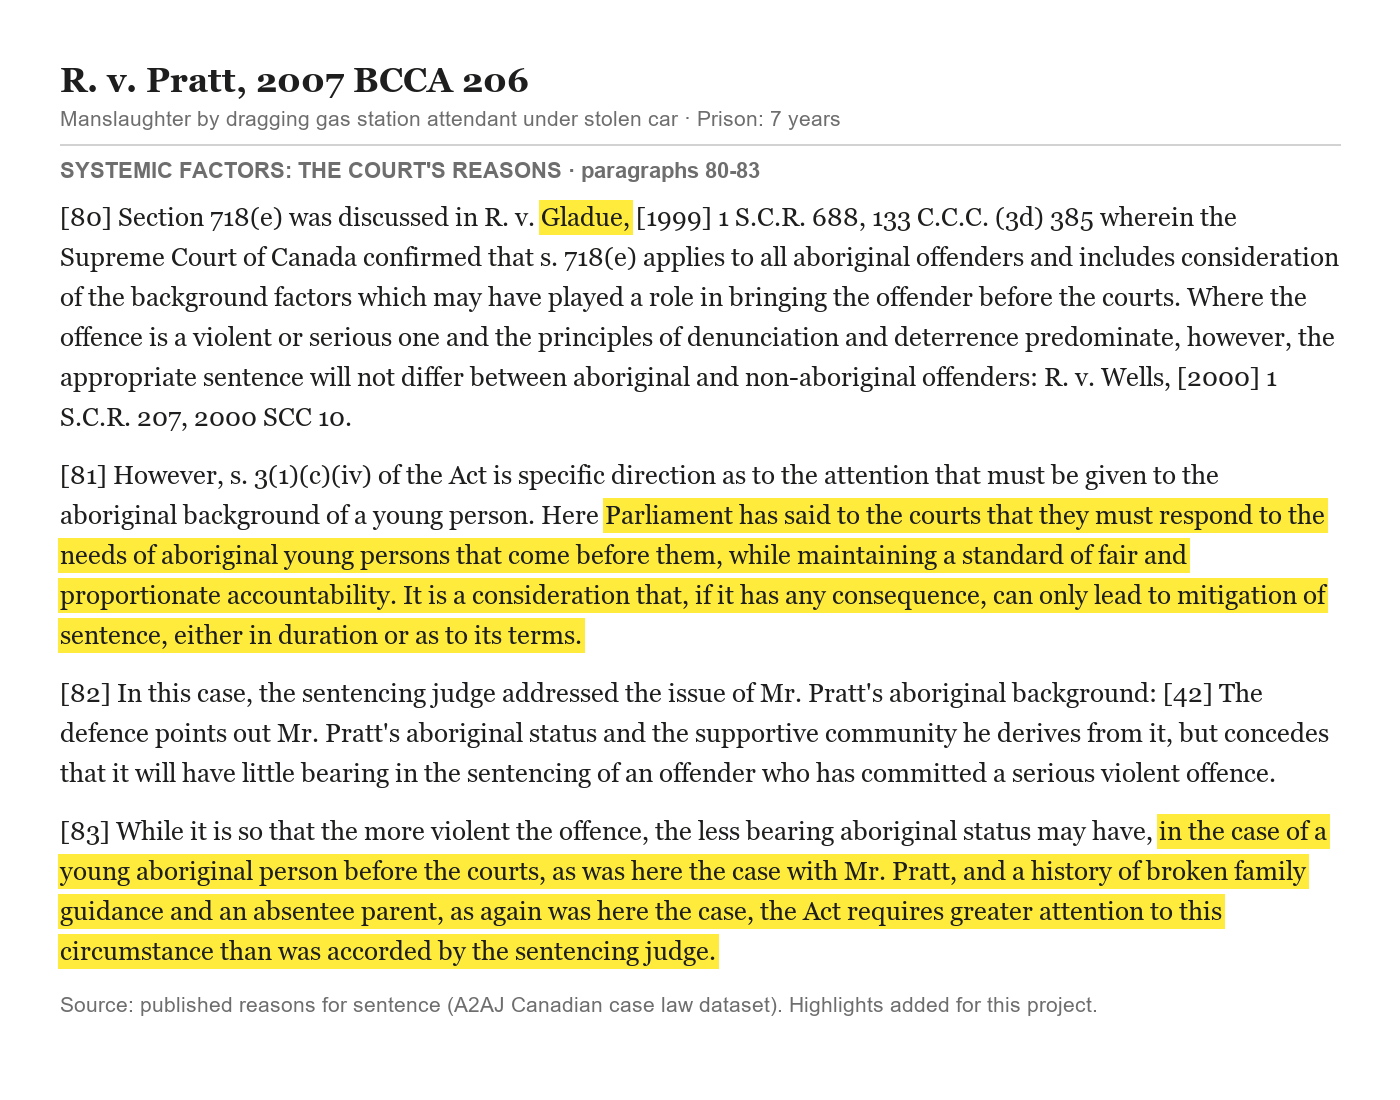 R. v. Pratt, 2007 BCCA 206
Manslaughter by dragging gas station attendant under stolen car · Prison: 7 years
SYSTEMIC FACTORS: THE COURT'S REASONS · paragraphs 80-83
[80] Section 718(e) was discussed in R. v. Gladue, [1999] 1 S.C.R. 688, 133 C.C.C. (3d) 385 wherein the
Supreme Court of Canada confirmed that s. 718(e) applies to all aboriginal offenders and includes consideration
of the background factors which may have played a role in bringing the offender before the courts. Where the
offence is a violent or serious one and the principles of denunciation and deterrence predominate, however, the
appropriate sentence will not differ between aboriginal and non-aboriginal offenders: R. v. Wells, [2000] 1
S.C.R. 207, 2000 SCC 10.
[81] However, s. 3(1)(c)(iv) of the Act is specific direction as to the attention that must be given to the
aboriginal background of a young person. Here Parliament has said to the courts that they must respond to the
needs of aboriginal young persons that come before them, while maintaining a standard of fair and
proportionate accountability. It is a consideration that, if it has any consequence, can only lead to mitigation of
sentence, either in duration or as to its terms.
[82] In this case, the sentencing judge addressed the issue of Mr. Pratt's aboriginal background: [42] The
defence points out Mr. Pratt's aboriginal status and the supportive community he derives from it, but concedes
that it will have little bearing in the sentencing of an offender who has committed a serious violent offence.
[83] While it is so that the more violent the offence, the less bearing aboriginal status may have, in the case of a
young aboriginal person before the courts, as was here the case with Mr. Pratt, and a history of broken family
guidance and an absentee parent, as again was here the case, the Act requires greater attention to this
circumstance than was accorded by the sentencing judge.
Source: published reasons for sentence (A2AJ Canadian case law dataset). Highlights added for this project.